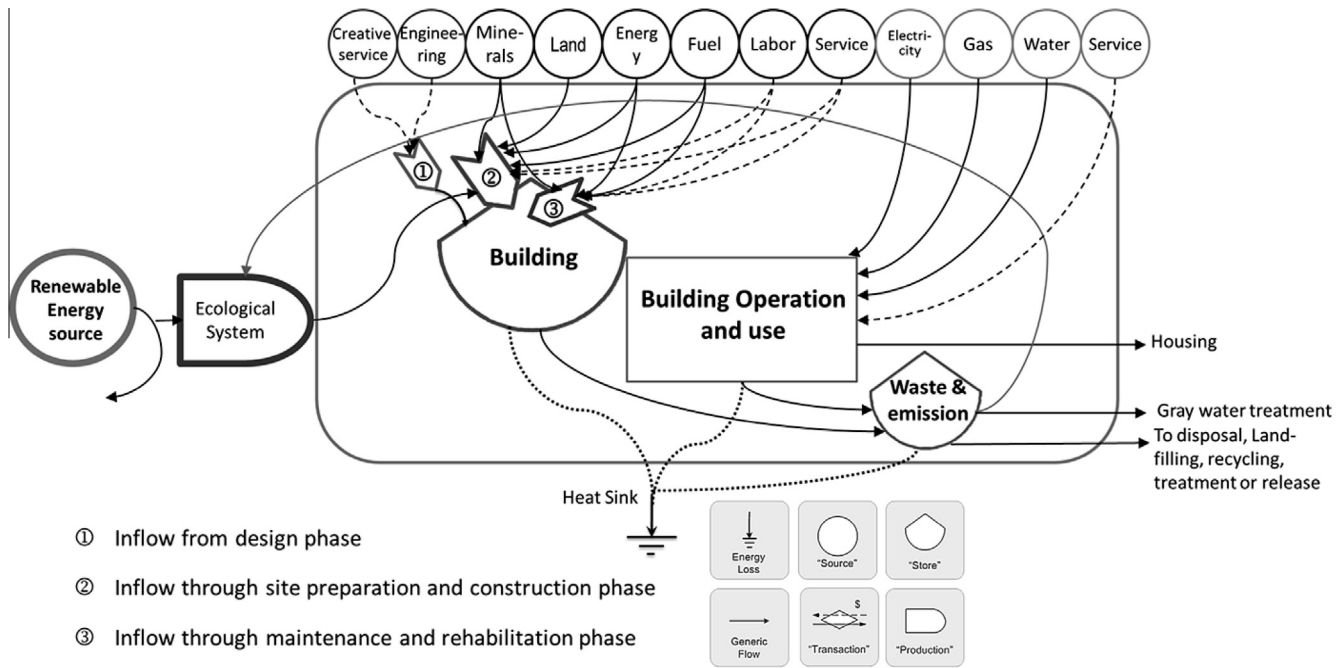 Creative
service
Enginee-
ring
Mine-
rals
Land
Energ
y
Fuel
Labor
Service
Electri-
city
Gas
Water
Service
①
②
③
Building
Renewable
Energy
source
Ecological
System
Building Operation
and use
Housing
Waste &
emission
Gray water treatment
To disposal, Land-
filling, recycling,
treatment or release
Heat Sink
① Inflow from design phase
② Inflow through site preparation and construction phase
③ Inflow through maintenance and rehabilitation phase
Energy
Loss
"Source"
"Store"
Generic
Flow
$
"Transaction"
"Production"